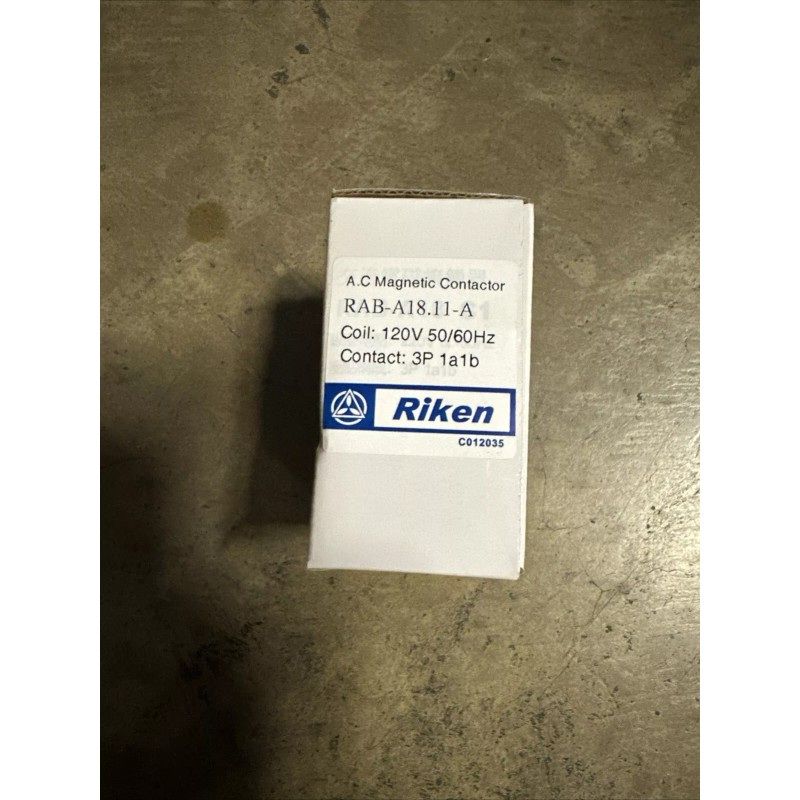 A.C Magnetic Contactor
RAB-A18.11-A
Coil: 120V 50/60Hz
Contact: 3P 1a1b
Riken
C012035